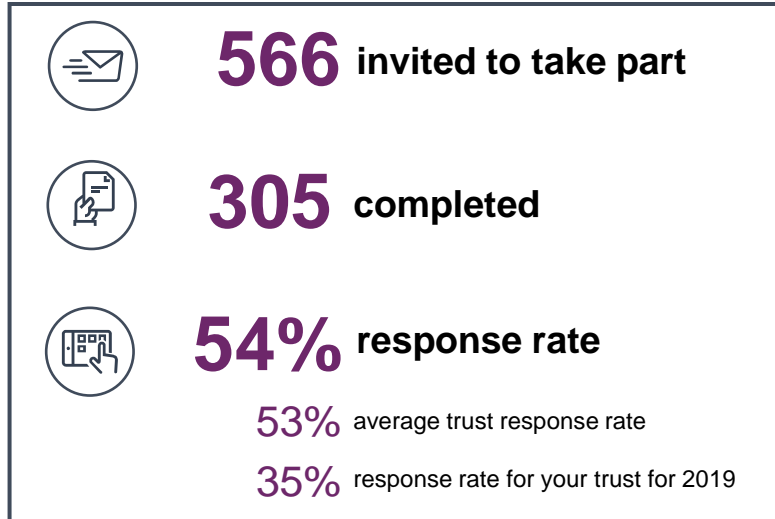 566 invited to take part
305 completed
54% response rate
53% average trust response rate
35% response rate for your trust for 2019